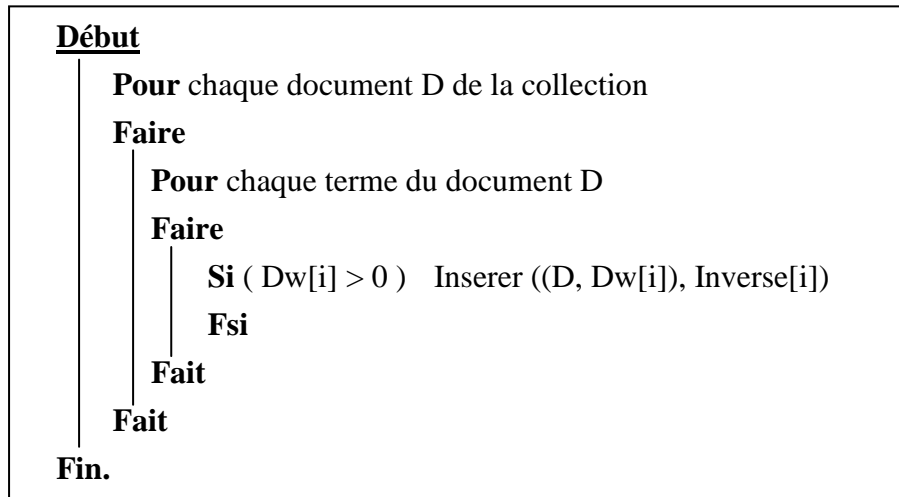 Début
Pour chaque document D de la collection
Faire
Pour chaque terme du document D
Faire
Si ( Dw[i] > 0 ) Inserer ((D, Dw[i]), Inverse[i])
Fsi
Fait
Fait
Fin.